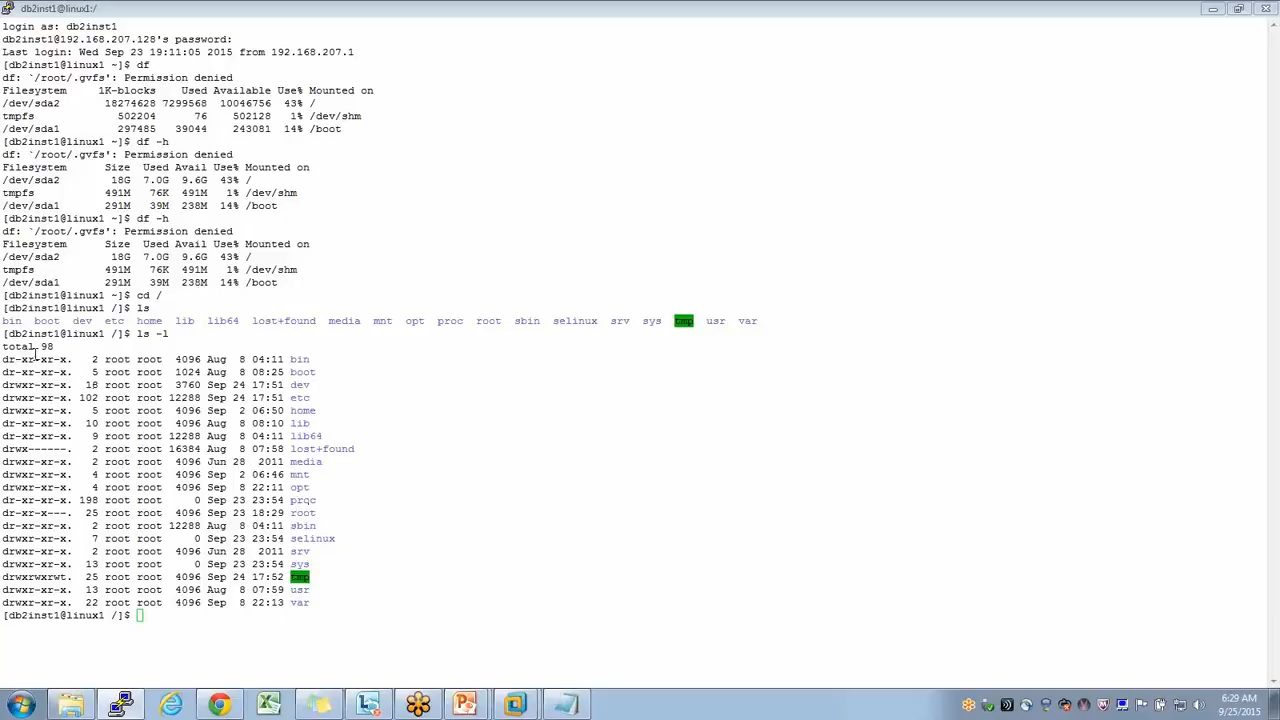 db2inst1@linux1:/
login as: db2inst1
db2inst1@192.168.207.128's password:
Last login: Wed Sep 23 19:11:05 2015 from 192.168.207.1
[db2inst1@linux1 ~]$ df
df: `/root/.gvfs': Permission denied
Filesystem 1K-blocks Used Available Use% Mounted on
/dev/sda2 18274628 7299568 10046756 43% /
tmpfs 502204 76 502128 1% /dev/shm
/dev/sda1 297485 39044 243081 14% /boot
[db2inst1@linux1 ~]$ df -h
df: `/root/.gvfs': Permission denied
Filesystem Size Used Avail Use% Mounted on
/dev/sda2 18G 7.0G 9.6G 43% /
tmpfs 491M 76K 491M 1% /dev/shm
/dev/sda1 291M 39M 238M 14% /boot
[db2inst1@linux1 ~]$ df -h
df: `/root/.gvfs': Permission denied
Filesystem Size Used Avail Use% Mounted on
/dev/sda2 18G 7.0G 9.6G 43% /
tmpfs 491M 76K 491M 1% /dev/shm
/dev/sda1 291M 39M 238M 14% /boot
[db2inst1@linux1 ~]$ cd /
[db2inst1@linux1 /]$ ls
bin boot dev etc home lib lib64 lost+found media mnt opt proc root sbin selinux srv sys tmp usr var
[db2inst1@linux1 /]$ ls -l
total 98
dr-xr-xr-x. 2 root root 4096 Aug 8 04:11 bin
dr-xr-xr-x. 5 root root 1024 Aug 8 08:25 boot
drwxr-xr-x. 18 root root 3760 Sep 24 17:51 dev
drwxr-xr-x. 102 root root 12288 Sep 24 17:51 etc
drwxr-xr-x. 5 root root 4096 Sep 2 06:50 home
dr-xr-xr-x. 10 root root 4096 Aug 8 08:10 lib
dr-xr-xr-x. 9 root root 12288 Aug 8 04:11 lib64
drwx------. 2 root root 16384 Aug 8 07:58 lost+found
drwxr-xr-x. 2 root root 4096 Jun 28 2011 media
drwxr-xr-x. 4 root root 4096 Sep 2 06:46 mnt
drwxr-xr-x. 4 root root 4096 Sep 8 22:11 opt
dr-xr-xr-x. 198 root root 0 Sep 23 23:54 proc
dr-xr-x---. 25 root root 4096 Sep 23 18:29 root
dr-xr-xr-x. 2 root root 12288 Aug 8 04:11 sbin
drwxr-xr-x. 7 root root 0 Sep 23 23:54 selinux
drwxr-xr-x. 2 root root 4096 Jun 28 2011 srv
drwxr-xr-x. 13 root root 0 Sep 23 23:54 sys
drwxrwxrwt. 25 root root 4096 Sep 24 17:52 tmp
drwxr-xr-x. 13 root root 4096 Aug 8 07:59 usr
drwxr-xr-x. 22 root root 4096 Sep 8 22:13 var
[db2inst1@linux1 /]$
6:29 AM
9/25/2015